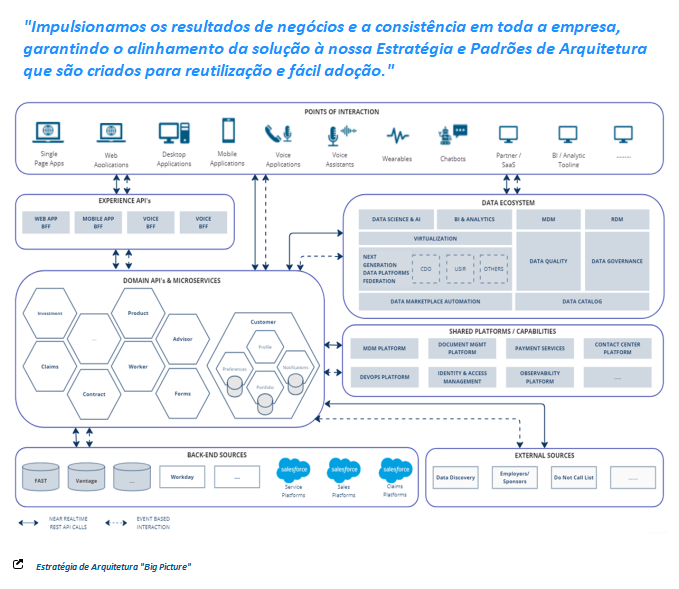 "Impulsionamos os resultados de negócios e a consistência em toda a empresa,
garantindo o alinhamento da solução à nossa Estratégia e Padrões de Arquitetura
que são criados para reutilização e fácil adoção."
POINTS OF INTERACTION
Single
Page Apps
Web
Applications
Desktop
Applications
Mobile
Applications
Voice
Applications
Voice
Assistants
Wearables
Chatbots
Partner /
SaaS
BI / Analytic
Tooline
........
EXPERIENCE API's
WEB APP
BFF
MOBILE APP
BFF
VOICE
BFF
VOICE
BFF
DATA ECOSYSTEM
DATA SCIENCE & AI
BI & ANALYTICS
MDM
RDM
VIRTUALIZATION
NEXT
GENERATION
DATA PLATFORMS
FEDERATION
CDO
USIR
OTHERS
DATA QUALITY
DATA GOVERNANCE
DATA MARKETPLACE AUTOMATION
DATA CATALOG
DOMAIN API's & MICROSERVICES
Investment
Product
...
Advisor
Claims
Worker
Contract
Forms
Customer
Profile
Preferences
Notifications
Portfolio
SHARED PLATFORMS / CAPABILITIES
MDM PLATFORM
DOCUMENT MGMT
PLATFORM
PAYMENT SERVICES
CONTACT CENTER
PLATFORM
DEVOPS PLATFORM
IDENTITY & ACCESS
MANAGEMENT
OBSERVABILITY
PLATFORM
.....
BACK-END SOURCES
FAST
Vantage
...
Workday
....
salesforce
Service
Platforms
salesforce
Sales
Platforms
salesforce
Claims
Platforms
EXTERNAL SOURCES
Data Discovery
Employers/
Sponsors
Do Not Call List
......
NEAR REALTIME
REST API CALLS
EVENT BASED
INTERACTION
Estratégia de Arquitetura "Big Picture"